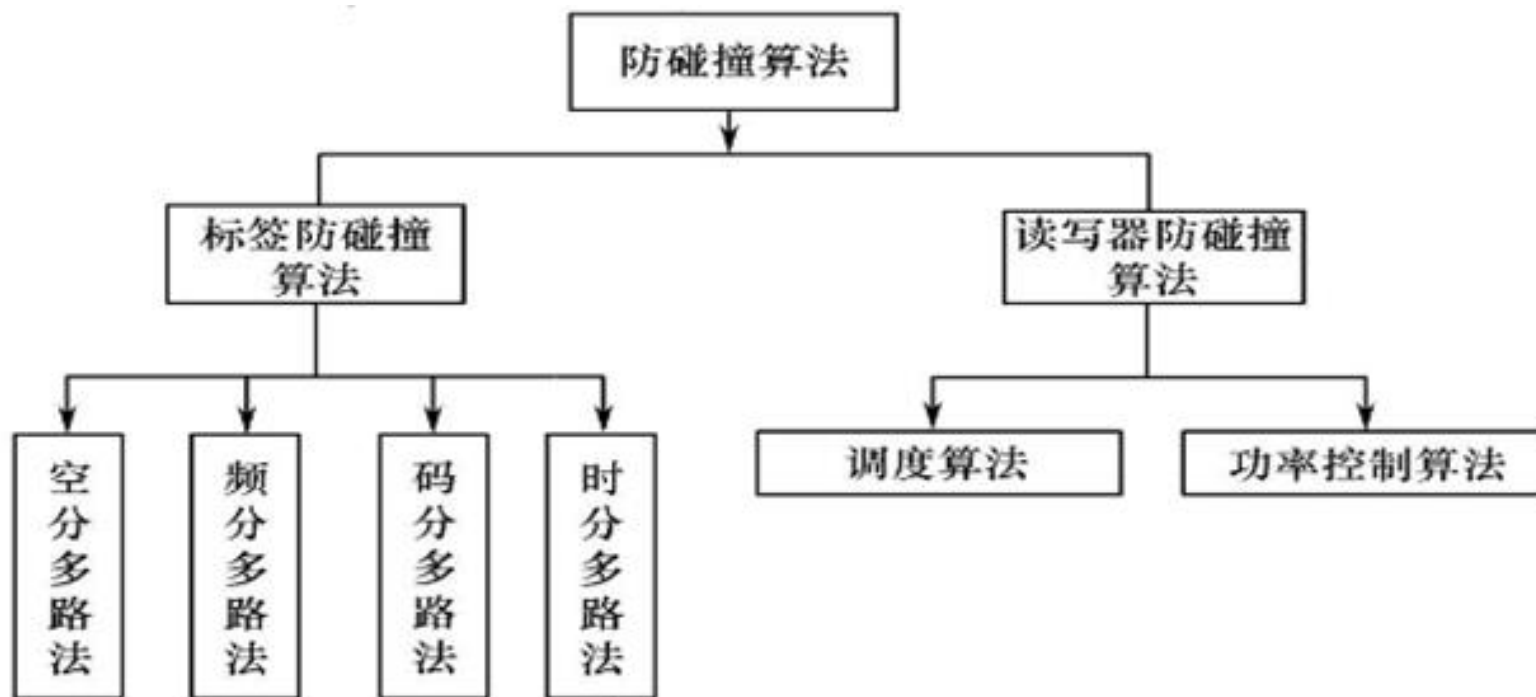 防碰撞算法
标签防碰撞
算法
读写器防碰撞
算法
空分多路法
频分多路法
码分多路法
时分多路法
调度算法
功率控制算法